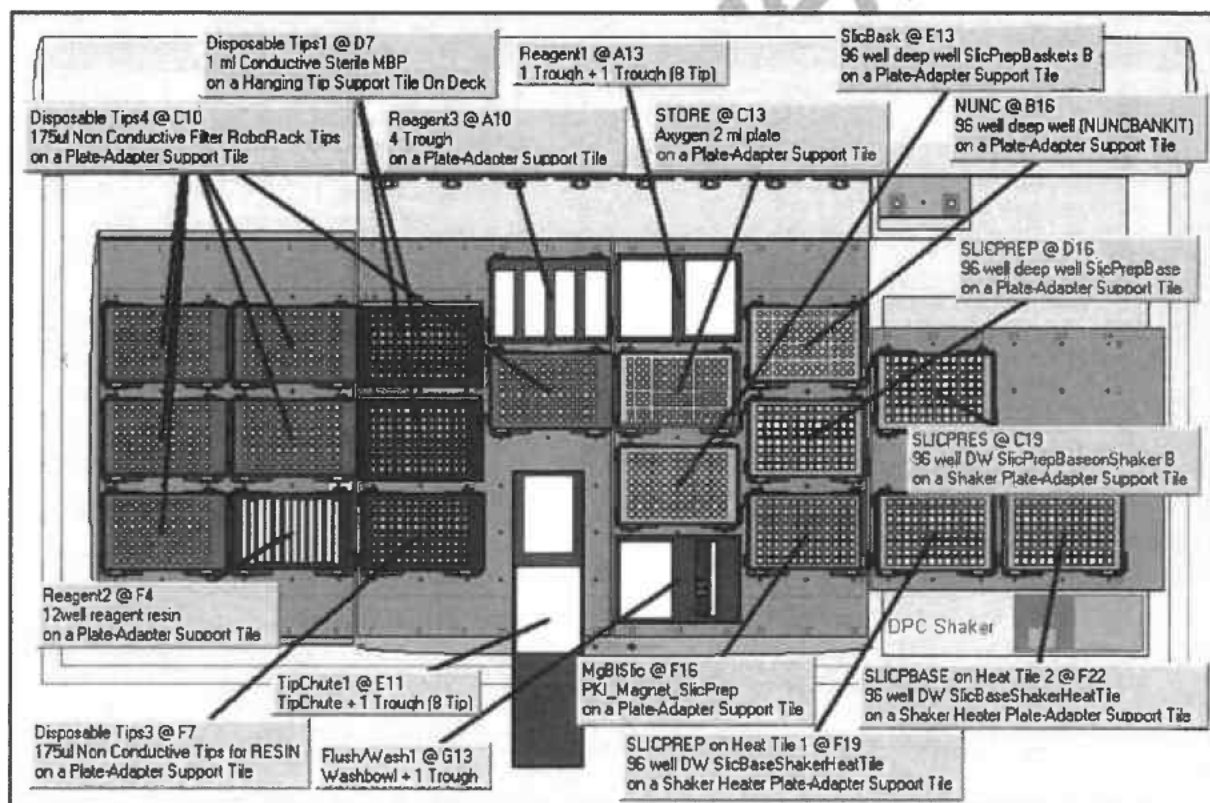 Disposable Tips1 @ D7
1 ml Conductive Sterile MBP
on a Hanging Tip Support Tile On Deck
Reagent1 @ A13
1 Trough + 1 Trough (8 Tip)
SlicBask @ E13
96 well deep well SlicPrepBaskets B
on a Plate-Adapter Support Tile
Disposable Tips4 @ C10
175ul Non Conductive Filter RoboRack Tips
on a Plate-Adapter Support Tile
Reagent3 @ A10
4 Trough
on a Plate-Adapter Support Tile
STORE @ C13
Axygen 2 ml plate
on a Plate-Adapter Support Tile
NUNC @ B16
96 well deep well (NUNCBANKIT)
on a Plate-Adapter Support Tile
SLICPREP @ D16
96 well deep well SlicPrepBase
on a Plate-Adapter Support Tile
SLICPRES @ C19
96 well DW SlicPrepBaseonShaker B
on a Shaker Plate-Adapter Support Tile
Reagent2 @ F4
12well reagent resin
on a Plate-Adapter Support Tile
DPC Shaker
TipChute1 @ E11
TipChute + 1 Trough (8 Tip)
MgBtSlic @ F16
PKI_Magnet_SlicPrep
on a Plate-Adapter Support Tile
SLICPBASE on Heat Tile 2 @ F22
96 well DW SlicBaseShakerHeatTile
on a Shaker Heater Plate-Adapter Support Tile
Disposable Tips3 @ F7
175ul Non Conductive Tips for RESIN
on a Plate-Adapter Support Tile
Flush/Wash1 @ G13
Washbowl + 1 Trough
SLICPREP on Heat Tile 1 @ F19
96 well DW SlicBaseShakerHeatTile
on a Shaker Heater Plate-Adapter Support Tile